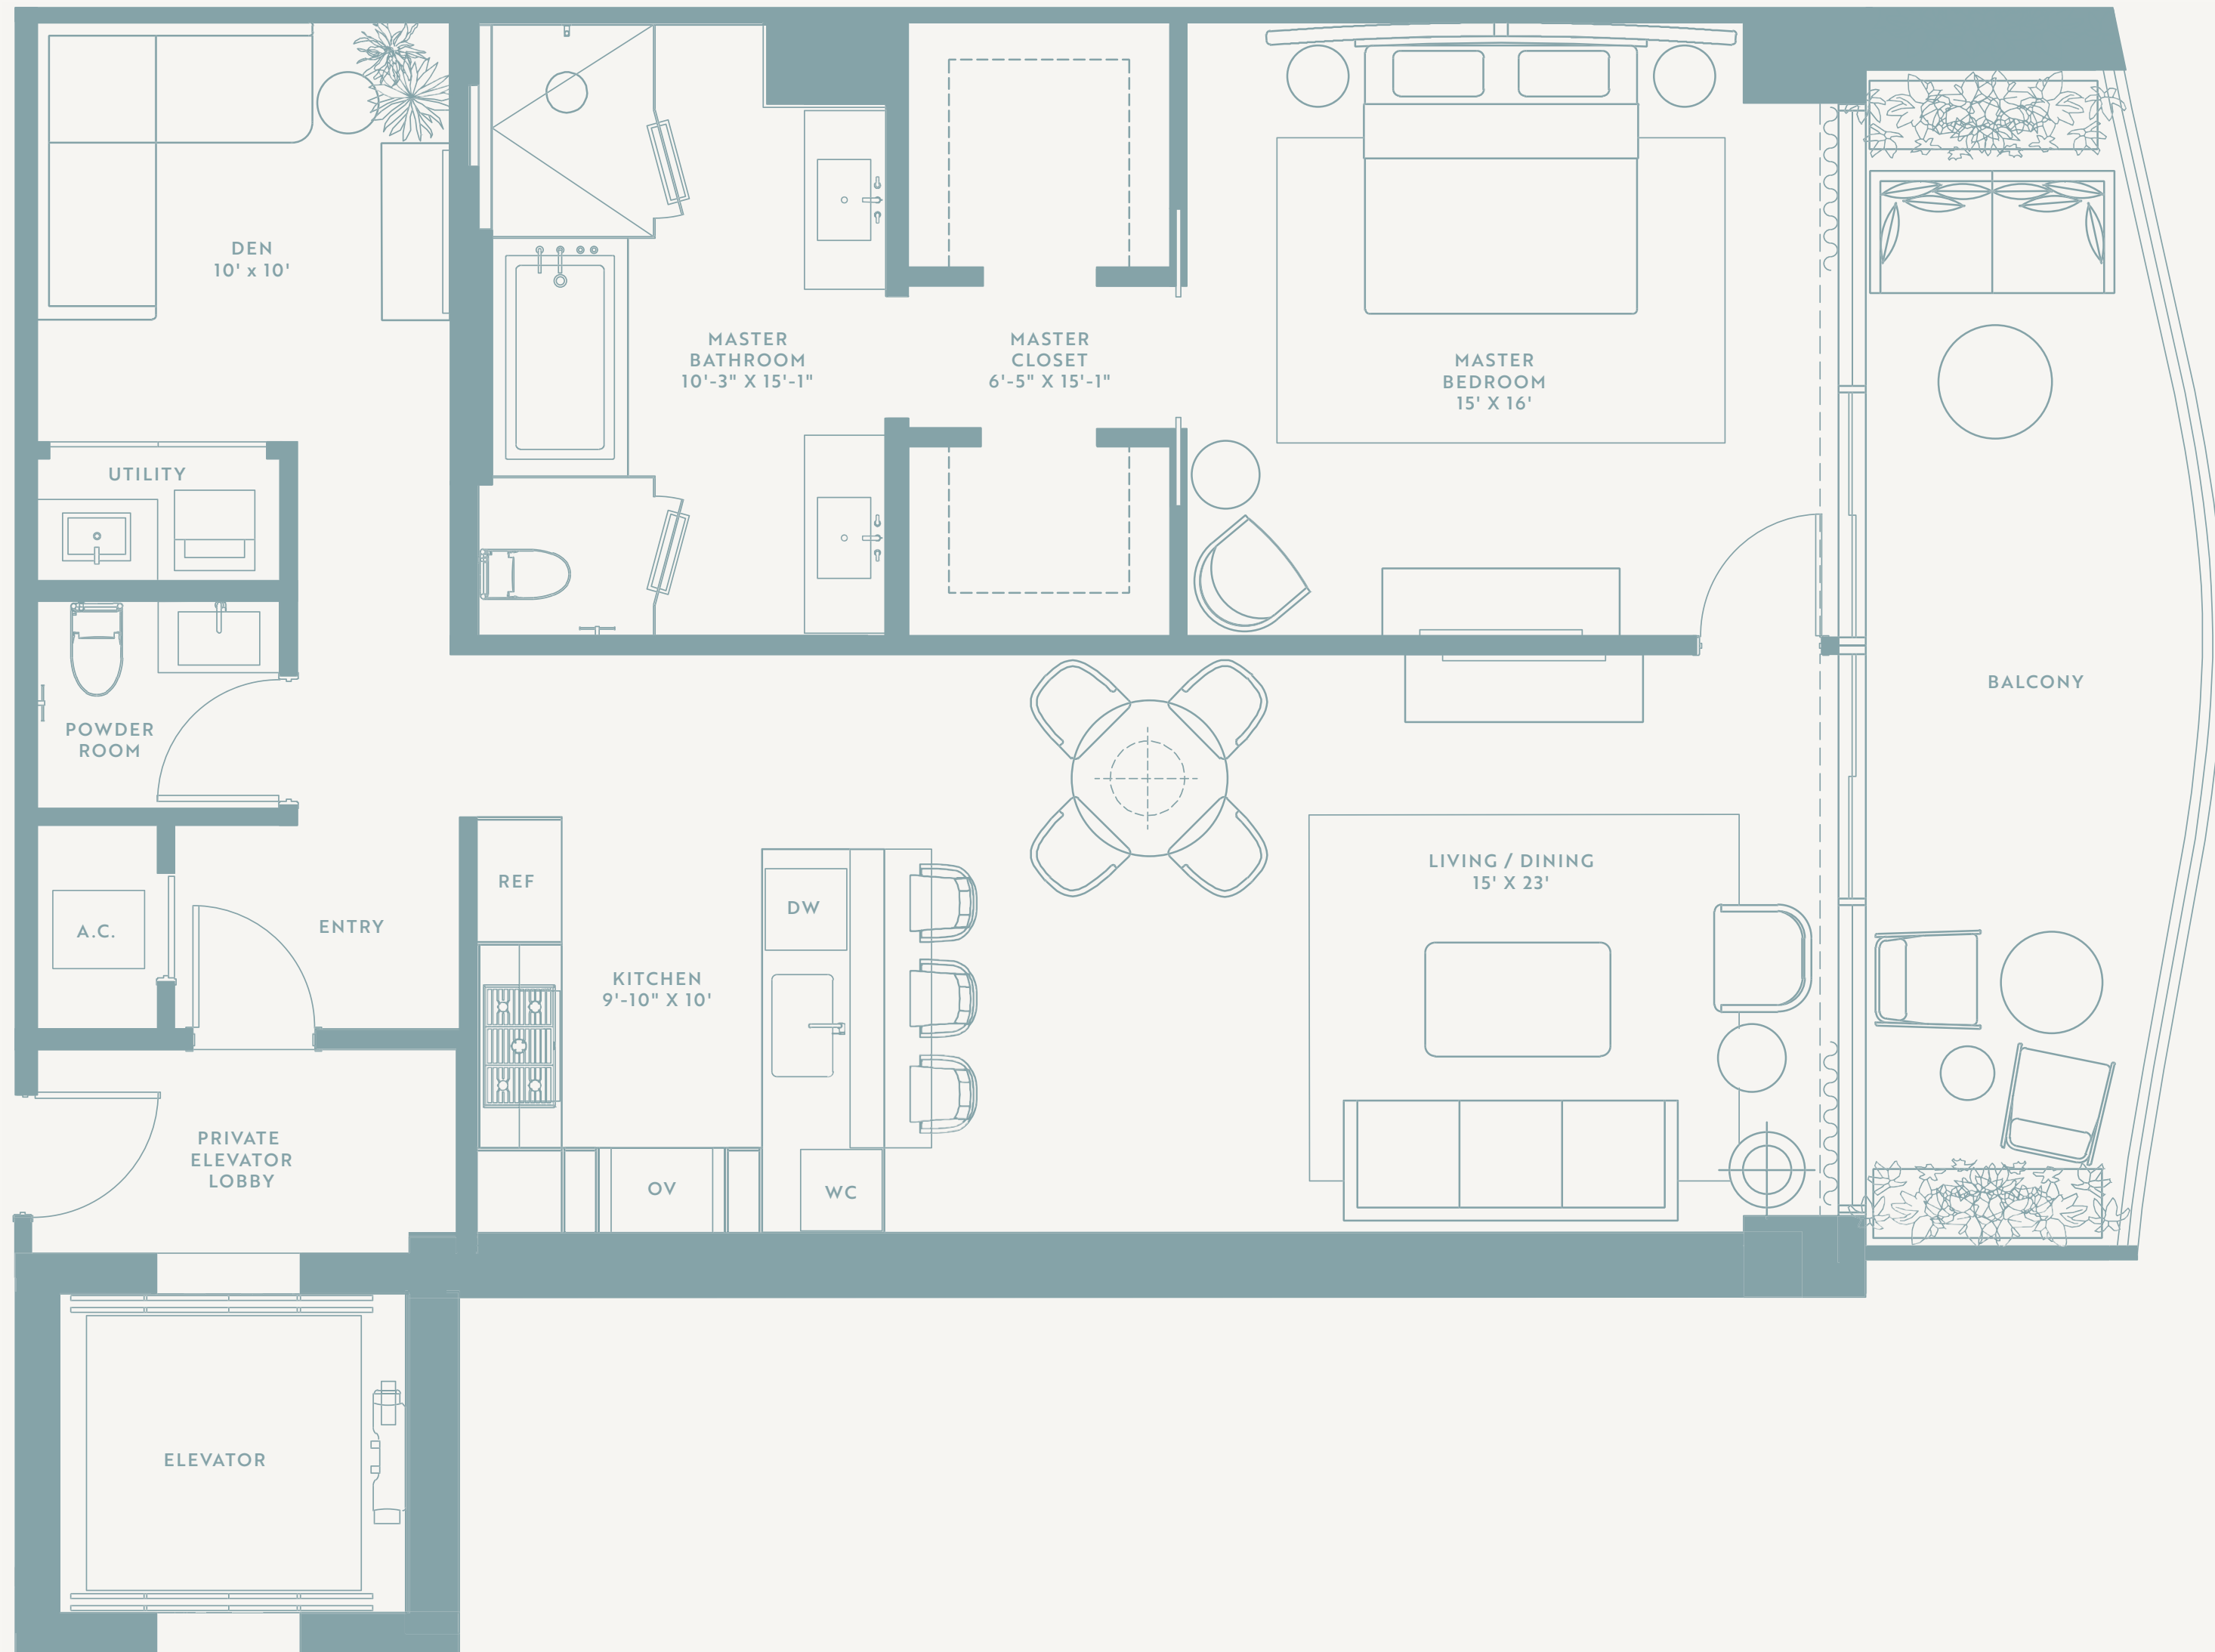 DEN
10' x 10'
MASTER
BATHROOM
10'-3" X 15'-1"
MASTER
CLOSET
6'-5" X 15'-1"
MASTER
BEDROOM
15' X 16'
UTILITY
BALCONY
POWDER
ROOM
LIVING / DINING
15' X 23'
REF
DW
A.C.
ENTRY
KITCHEN
9'-10" X 10'
PRIVATE
ELEVATOR
LOBBY
OV
WC
ELEVATOR